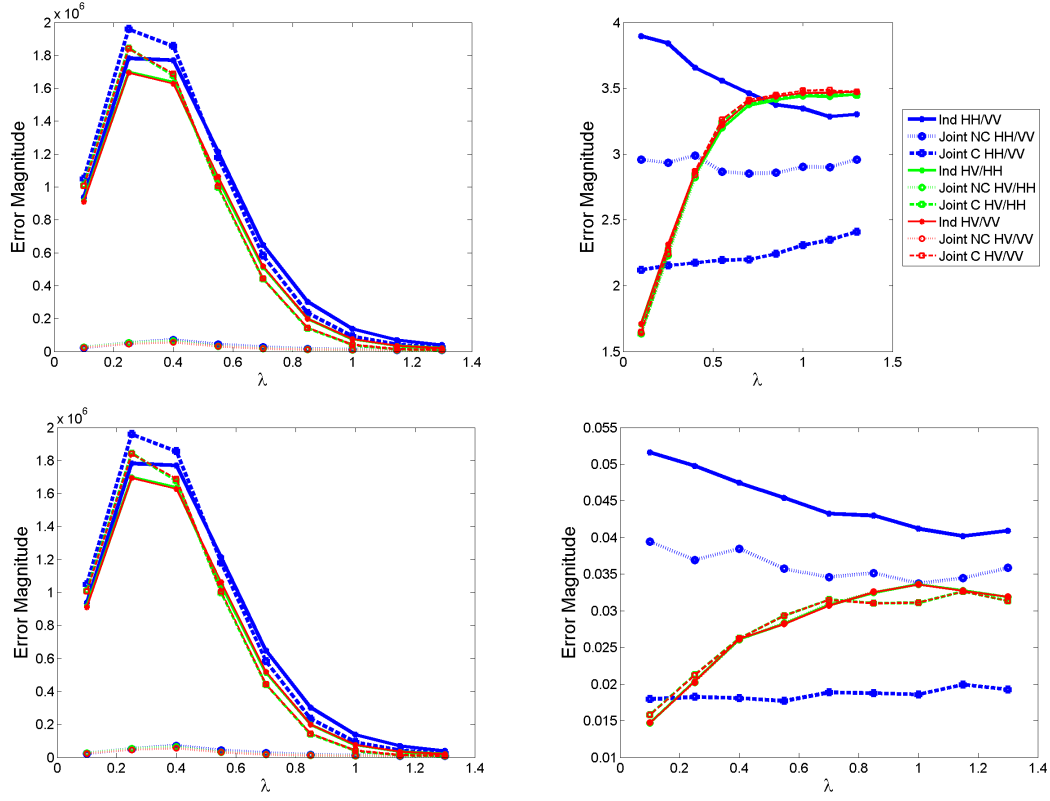 x 10^6
2
1.8
1.6
1.4
1.2
1
0.8
0.6
0.4
0.2
0
Error Magnitude
0 0.2 0.4 0.6 0.8 1 1.2 1.4
λ
4
3.5
3
2.5
2
1.5
Error Magnitude
0 0.5 1 1.5
λ
Ind HH/VV
Joint NC HH/VV
Joint C HH/VV
Ind HV/HH
Joint NC HV/HH
Joint C HV/HH
Ind HV/VV
Joint NC HV/VV
Joint C HV/VV
x 10^6
2
1.8
1.6
1.4
1.2
1
0.8
0.6
0.4
0.2
0
Error Magnitude
0 0.2 0.4 0.6 0.8 1 1.2 1.4
λ
0.055
0.05
0.045
0.04
0.035
0.03
0.025
0.02
0.015
0.01
Error Magnitude
0 0.2 0.4 0.6 0.8 1 1.2 1.4
λ